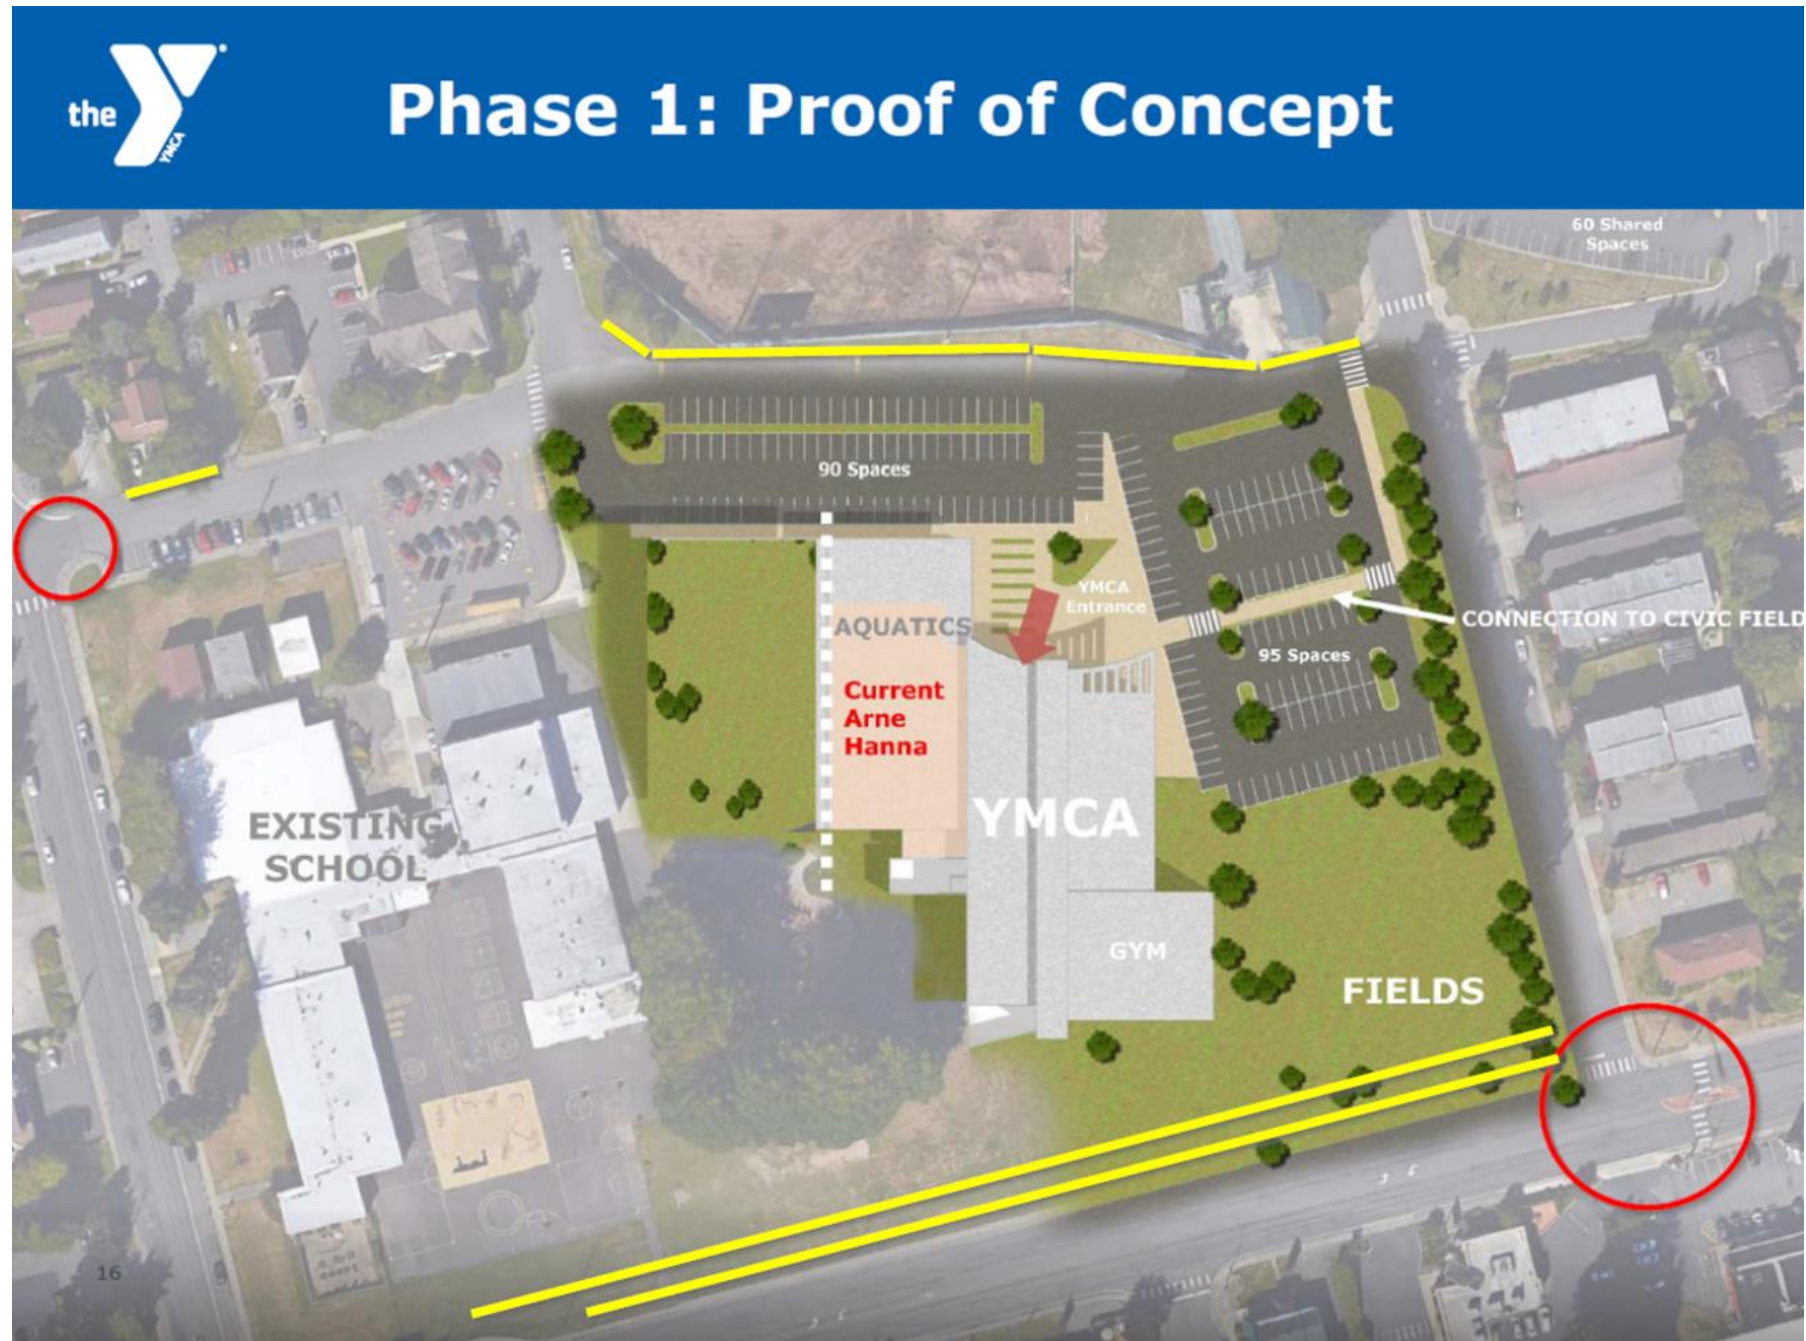 the
YMCA
Phase 1: Proof of Concept
60 Shared
Spaces
90 Spaces
YMCA
Entrance
AQUATICS
CONNECTION TO CIVIC FIELD
95 Spaces
Current
Arne
Hanna
YMCA
EXISTING
SCHOOL
GYM
FIELDS
16